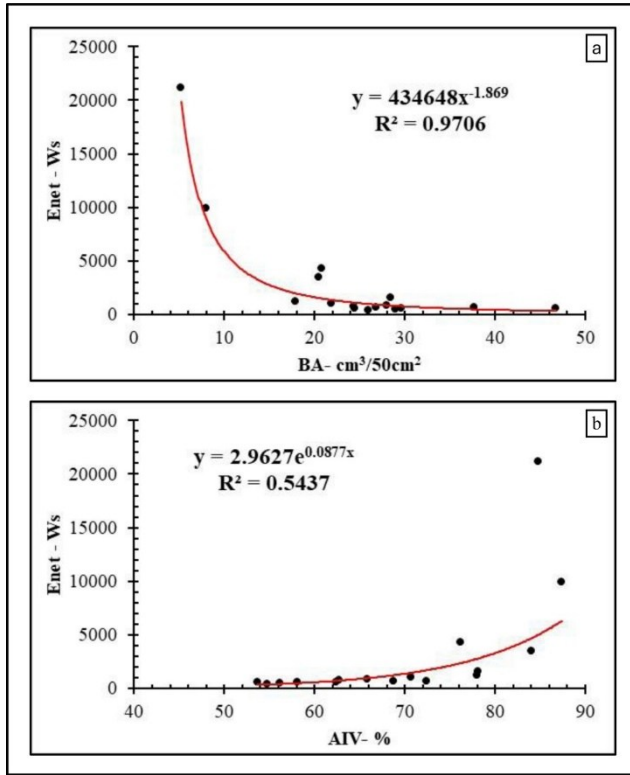 a
25000
20000
15000
10000
5000
0
Enet - Ws
y = 434648x^-1.869
R² = 0.9706
0 10 20 30 40 50
BA- cm³/50cm²
b
25000
20000
15000
10000
5000
0
Enet - Ws
y = 2.9627e^0.0877x
R² = 0.5437
40 50 60 70 80 90
AIV- %